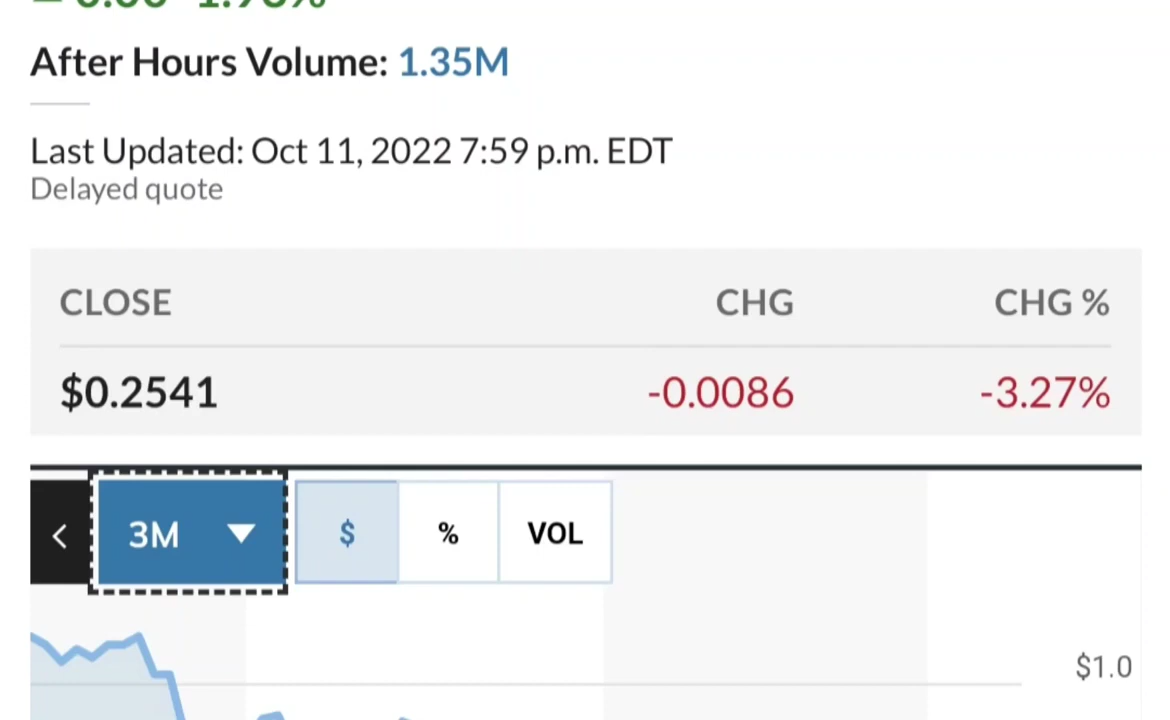 After Hours Volume: 1.35M
Last Updated: Oct 11, 2022 7:59 p.m. EDT
Delayed quote
CLOSE CHG CHG %
$0.2541 -0.0086 -3.27%
< 3M $ % VOL
$1.0